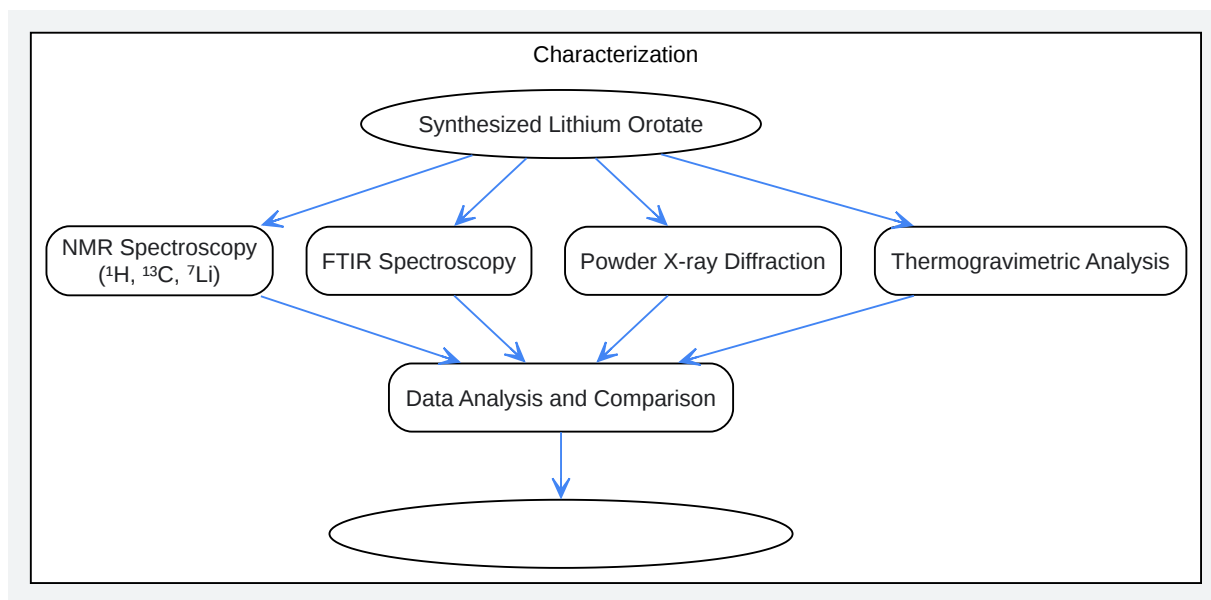 Characterization
Synthesized Lithium Orotate
NMR Spectroscopy
(¹H, ¹³C, ⁷Li)
FTIR Spectroscopy
Powder X-ray Diffraction
Thermogravimetric Analysis
Data Analysis and Comparison